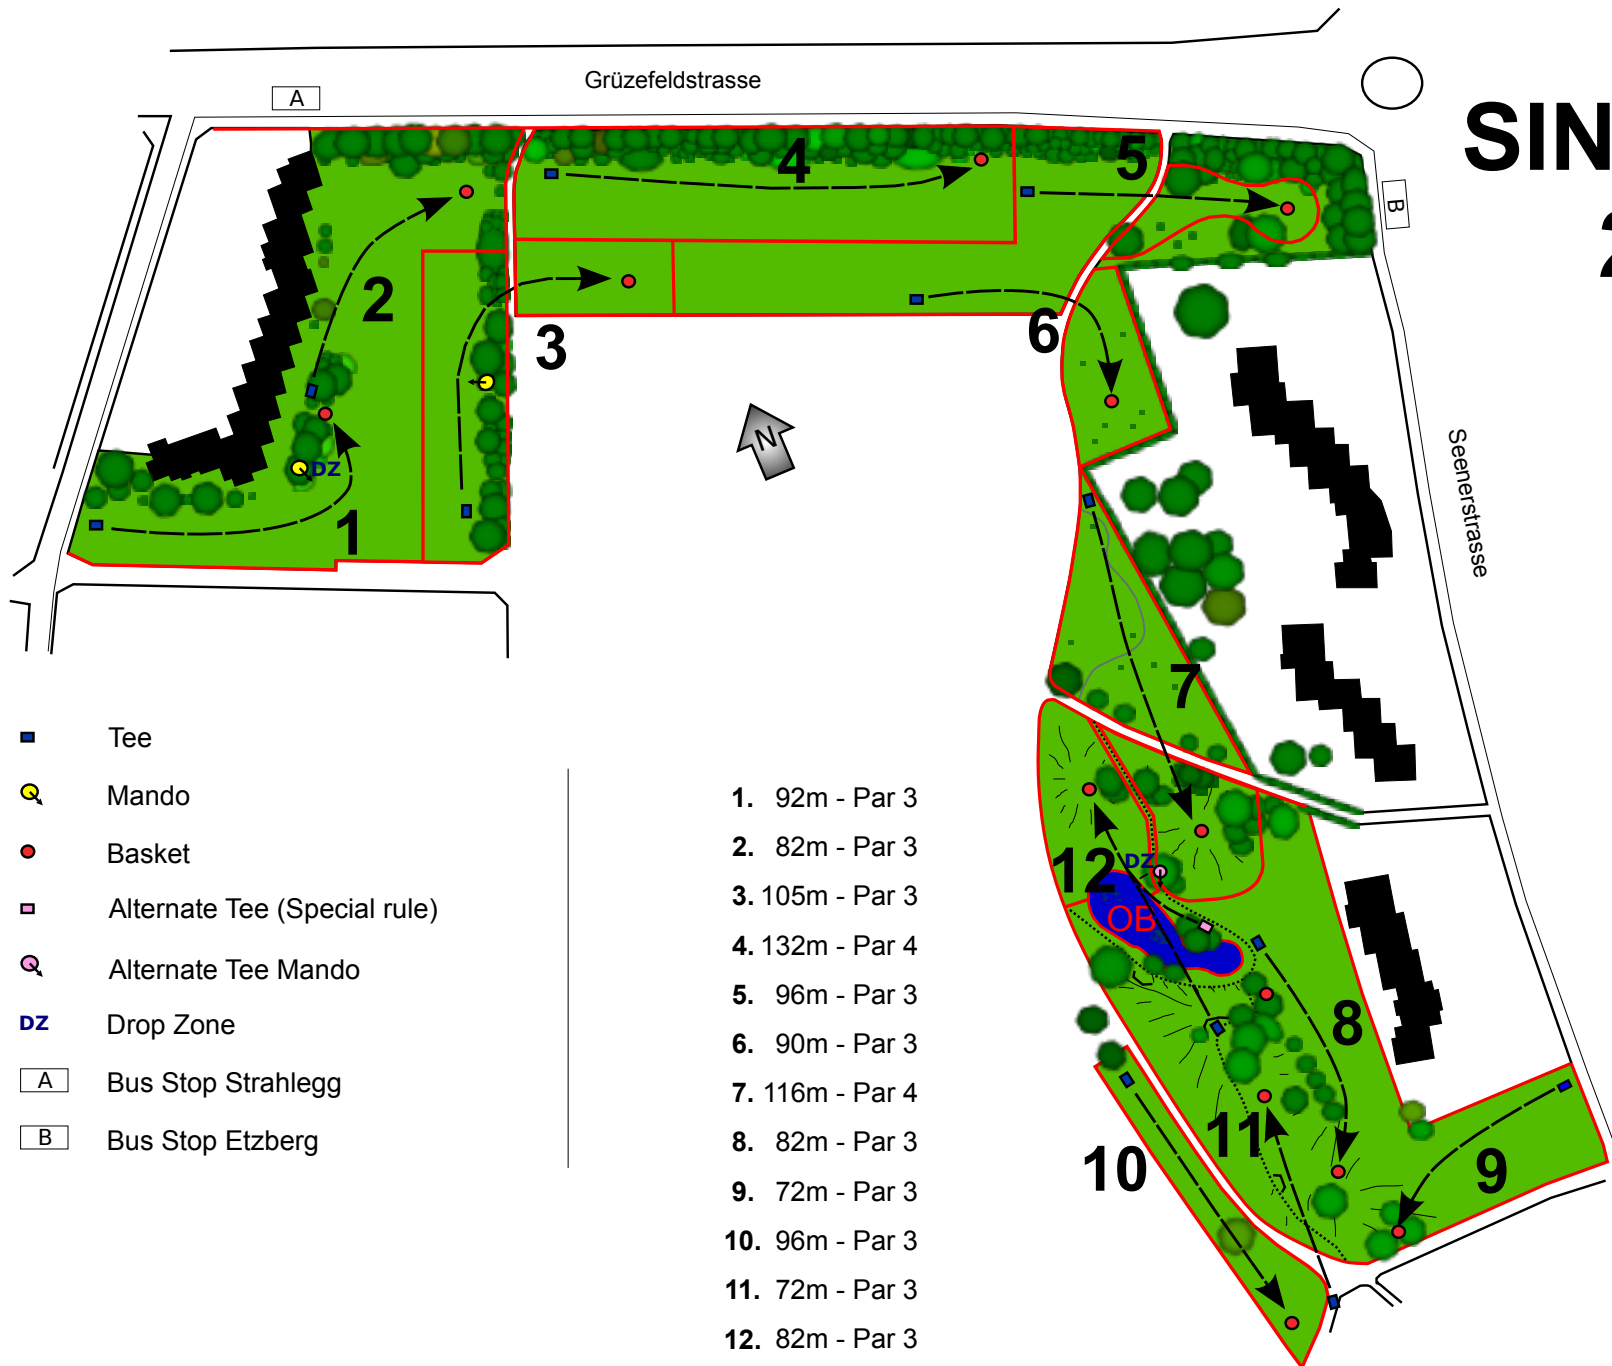 Grüzefeldstrasse
A
SIN
2
B
4
5
2
3
6
N
DZ
1
Seenerstrasse
7
12
DZ
OB
8
11
10
9
Tee
Mando
Basket
Alternate Tee (Special rule)
Alternate Tee Mando
DZ Drop Zone
A Bus Stop Strahlegg
B Bus Stop Etzberg
1. 92m - Par 3
2. 82m - Par 3
3. 105m - Par 3
4. 132m - Par 4
5. 96m - Par 3
6. 90m - Par 3
7. 116m - Par 4
8. 82m - Par 3
9. 72m - Par 3
10. 96m - Par 3
11. 72m - Par 3
12. 82m - Par 3